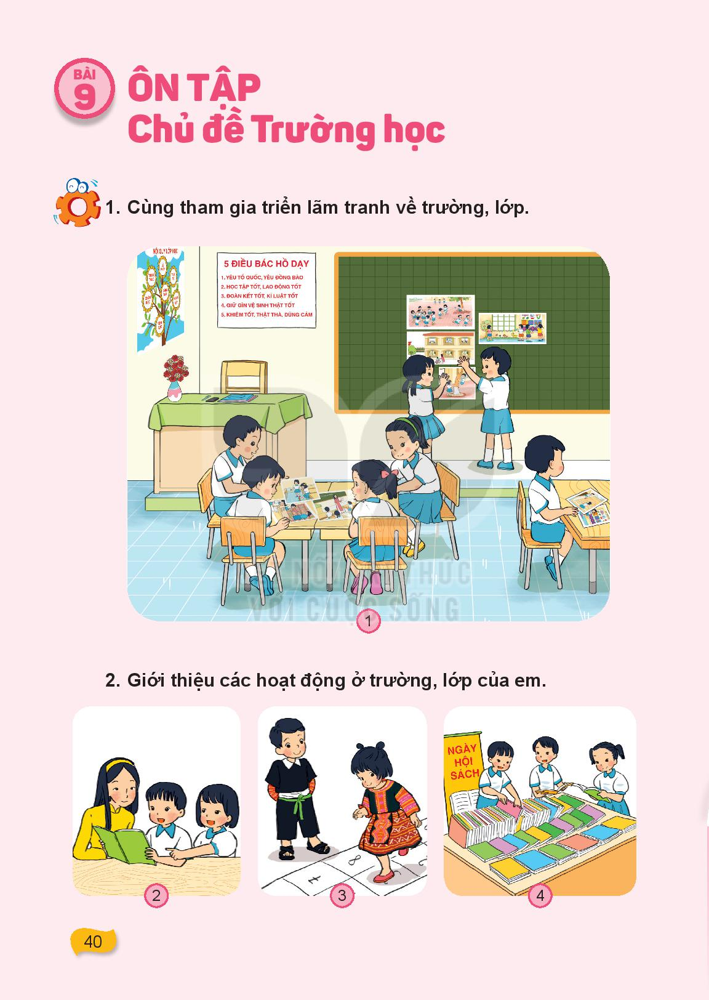 BÀI
9
ÔN TẬP
Chủ đề Trường học
1. Cùng tham gia triển lãm tranh về trường, lớp.
NỘI QUY LỚP HỌC
5 ĐIỀU BÁC HỒ DẠY
1. YÊU TỔ QUỐC, YÊU ĐỒNG BÀO
2. HỌC TẬP TỐT, LAO ĐỘNG TỐT
3. ĐOÀN KẾT TỐT, KỈ LUẬT TỐT
4. GIỮ GÌN VỆ SINH THẬT TỐT
5. KHIÊM TỐT, THẬT THÀ, DŨNG CẢM
VỚI CUỘC SỐNG
1
2. Giới thiệu các hoạt động ở trường, lớp của em.
NGÀY
HỘI
SÁCH
8
2
3
4
40